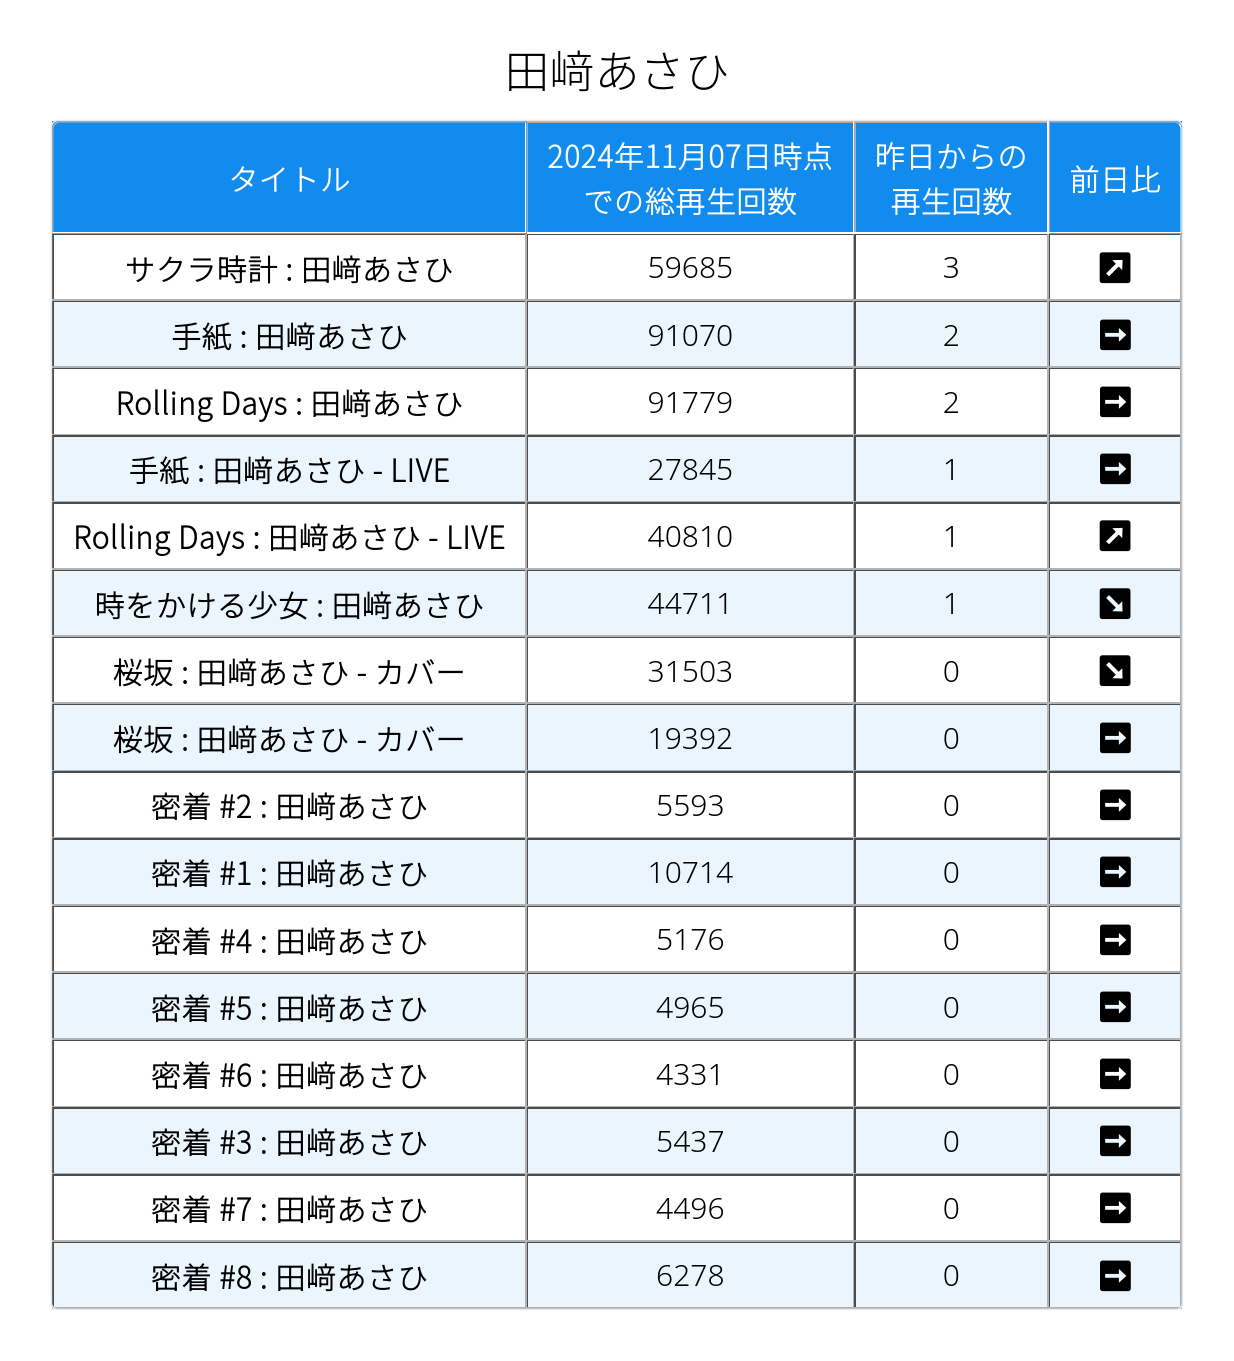 田﨑あさひ
タイトル
2024年11月07日時点
での総再生回数
昨日からの
再生回数
前日比
サクラ時計 : 田﨑あさひ 59685 3
手紙 : 田﨑あさひ 91070 2
Rolling Days : 田﨑あさひ 91779 2
手紙 : 田﨑あさひ - LIVE 27845 1
Rolling Days : 田﨑あさひ - LIVE 40810 1
時をかける少女 : 田﨑あさひ 44711 1
桜坂 : 田﨑あさひ - カバー 31503 0
桜坂 : 田﨑あさひ - カバー 19392 0
密着 #2 : 田﨑あさひ 5593 0
密着 #1 : 田﨑あさひ 10714 0
密着 #4 : 田﨑あさひ 5176 0
密着 #5 : 田﨑あさひ 4965 0
密着 #6 : 田﨑あさひ 4331 0
密着 #3 : 田﨑あさひ 5437 0
密着 #7 : 田﨑あさひ 4496 0
密着 #8 : 田﨑あさひ 6278 0